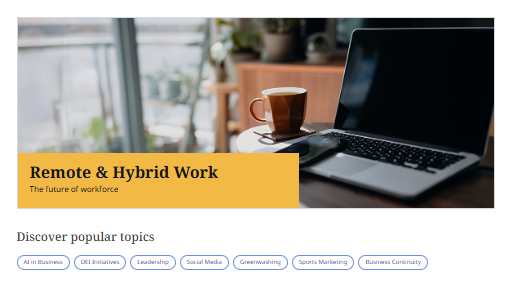 Remote & Hybrid Work
The future of workforce
Discover popular topics
AI in Business
DEI Initiatives
Leadership
Social Media
Greenwashing
Sports Marketing
Business Continuity